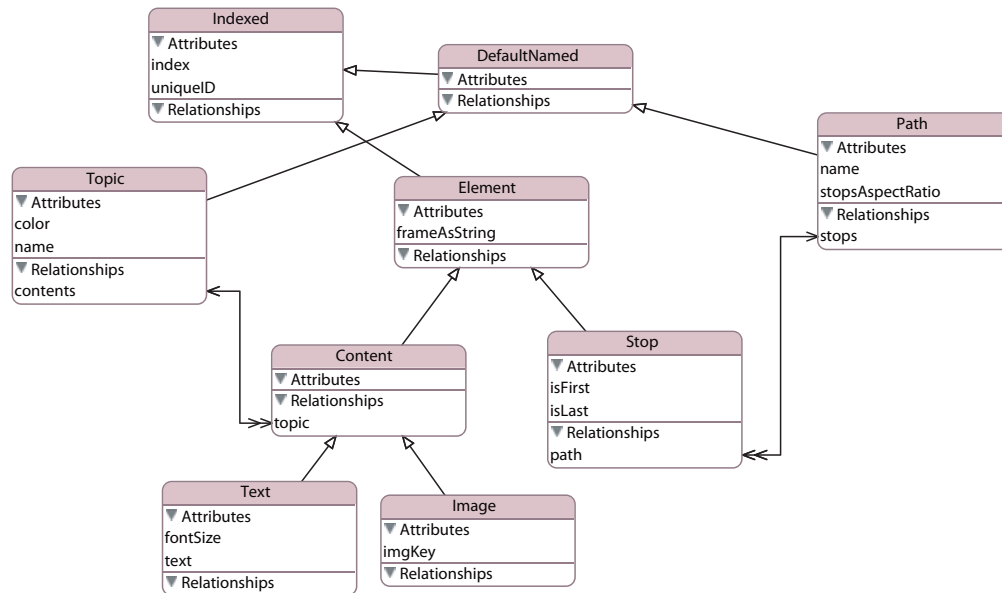 Indexed
Attributes
index
uniqueID
Relationships
DefaultNamed
Attributes
Relationships
Path
Attributes
name
stopsAspectRatio
Relationships
stops
Topic
Attributes
color
name
Relationships
contents
Element
Attributes
frameAsString
Relationships
Content
Attributes
Relationships
topic
Stop
Attributes
isFirst
isLast
Relationships
path
Text
Attributes
fontSize
text
Relationships
Image
Attributes
imgKey
Relationships